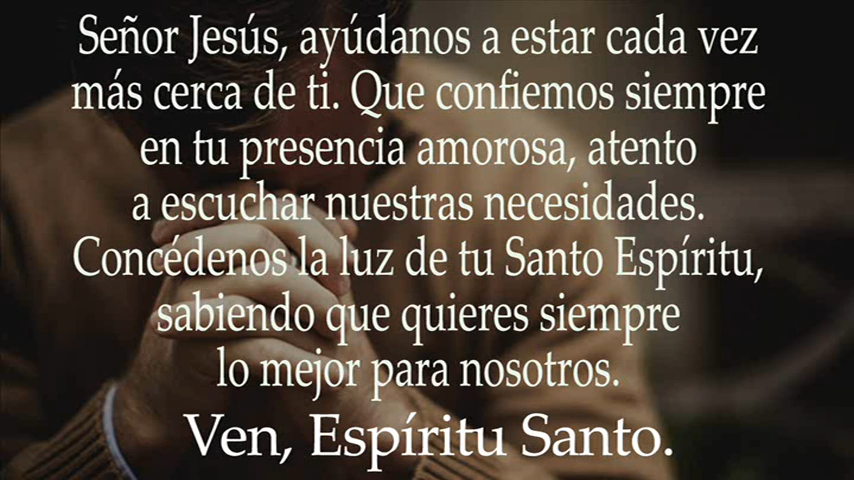 Señor Jesús, ayúdanos a estar cada vez
más cerca de ti. Que confiemos siempre
en tu presencia amorosa, atento
a escuchar nuestras necesidades.
Concédenos la luz de tu Santo Espíritu,
sabiendo que quieres siempre
lo mejor para nosotros.
Ven, Espíritu Santo.